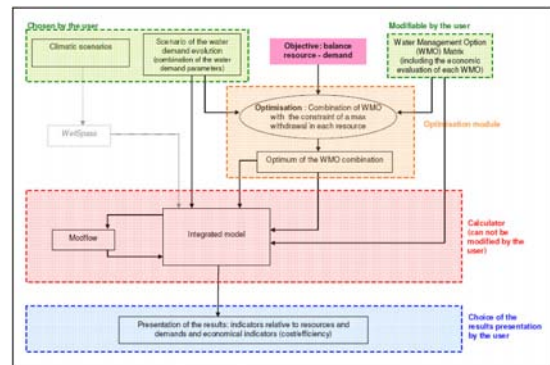 Chosen by the user
Modifiable by the user
Climatic scenarios
Scenario of the water
demand evolution
(combination of the water
demand parameters)
Objective: balance
resource - demand
Water Management Option
(WMO) Matrix
(including the economic
evaluation of each WMO)
Optimisation : Combination of WMO
with the constraint of a max
withdrawal in each resource
Optimisation module
WetSpass
Optimum of the WMO combination
Modflow
Integrated model
Calculator
(can not be
modified by the
user)
Presentation of the results: indicators relative to resources and
demands and economical indicators (cost/efficiency)
Choice of the
results presentation
by the user